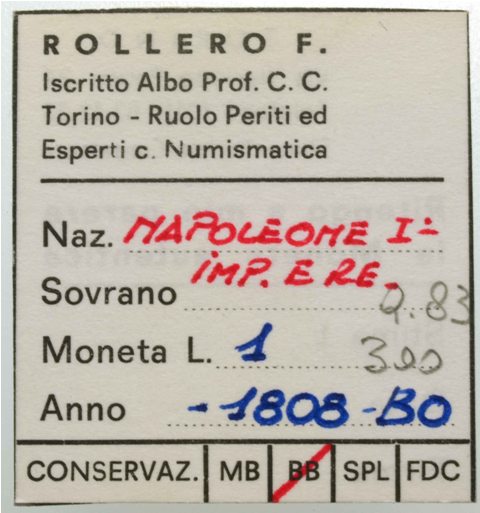 ROLLERO F.
Iscritto Albo Prof. C. C.
Torino - Ruolo Periti ed
Esperti c. Numismatica
Naz. NAPOLEONE I-
IMP. E RE.
Sovrano
Moneta L. 1 300
Anno -1808-BO
CONSERVAZ. MB BB SPL FDC